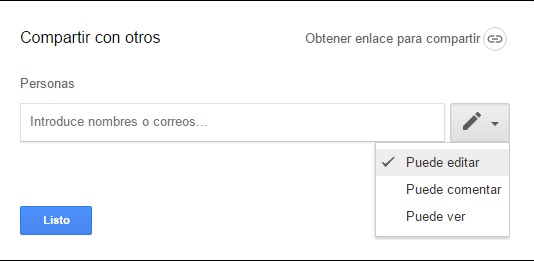 Compartir con otros
Obtener enlace para compartir
Personas
Introduce nombres o correos...
Puede editar
Puede comentar
Puede ver
Listo